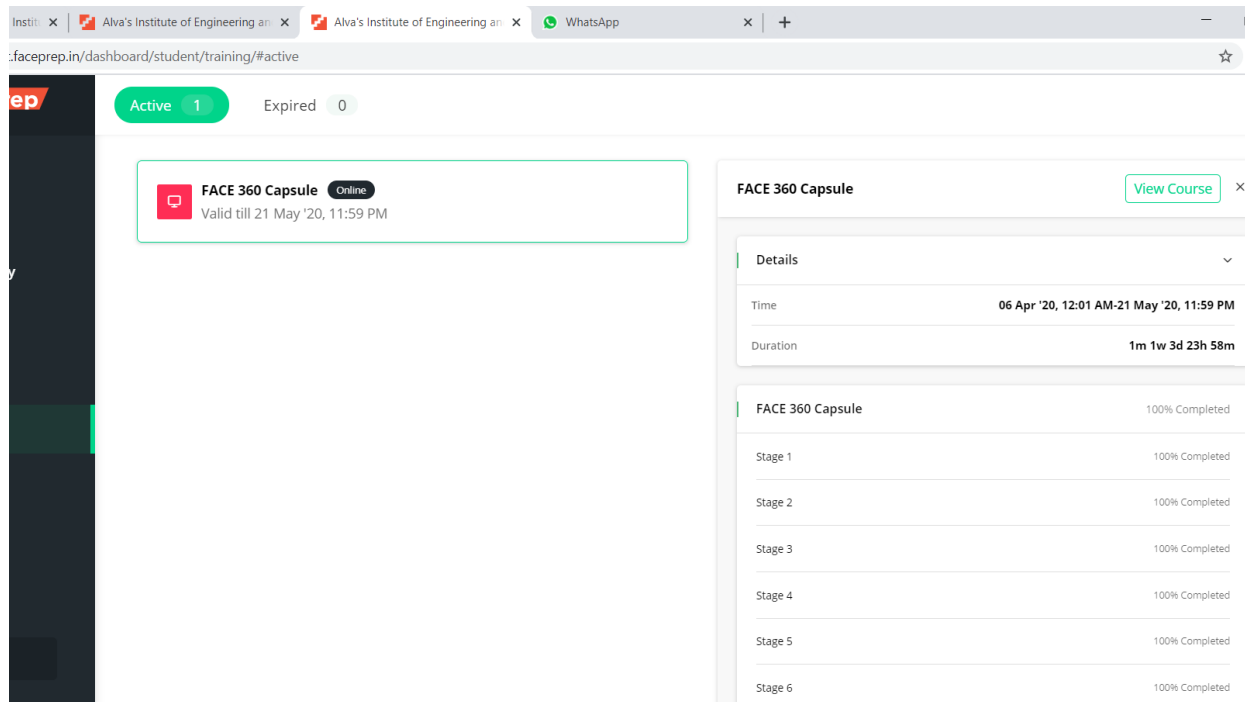 Instit
Alva's Institute of Engineering an
Alva's Institute of Engineering an
WhatsApp
.faceprep.in/dashboard/student/training/#active
ep
Active 1
Expired 0
FACE 360 Capsule Online
Valid till 21 May '20, 11:59 PM
y
FACE 360 Capsule View Course
Details
Time 06 Apr '20, 12:01 AM-21 May '20, 11:59 PM
Duration 1m 1w 3d 23h 58m
FACE 360 Capsule 100% Completed
Stage 1 100% Completed
Stage 2 100% Completed
Stage 3 100% Completed
Stage 4 100% Completed
Stage 5 100% Completed
Stage 6 100% Completed